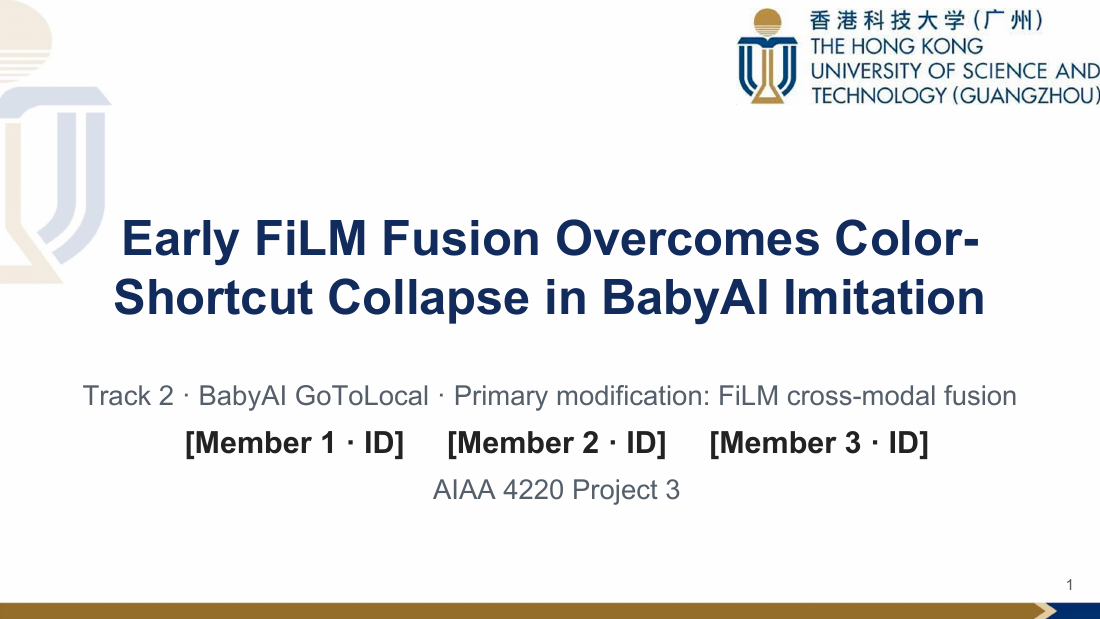 香港科技大学(广州)
THE HONG KONG
UNIVERSITY OF SCIENCE AND
TECHNOLOGY (GUANGZHOU)
Early FiLM Fusion Overcomes Color-
Shortcut Collapse in BabyAI Imitation
Track 2 · BabyAI GoToLocal · Primary modification: FiLM cross-modal fusion
[Member 1 · ID] [Member 2 · ID] [Member 3 · ID]
AIAA 4220 Project 3
1